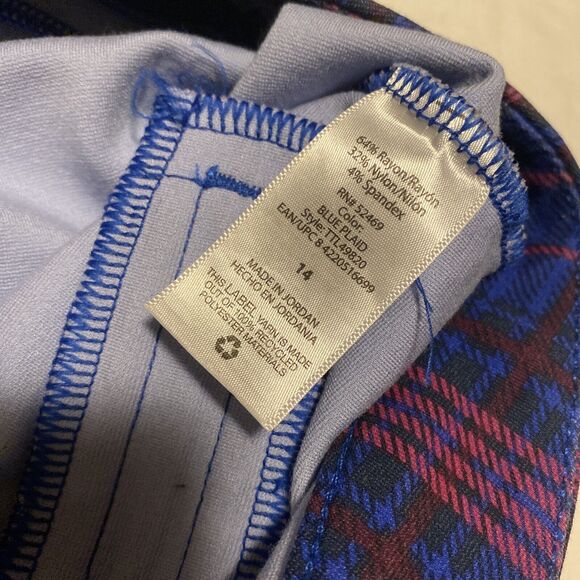 64% Rayon/Rayón
32% Nylon/Nilón
4% Spandex
RN# 52469
Color:
BLUE PLAID
Style: TTL49820
EAN/UPC 8 4220516699
14
MADE IN JORDAN
HECHO EN JORDANIA
THIS LABEL YARN IS MADE
OUT OF 100% RECYCLED
POLYESTER MATERIALS